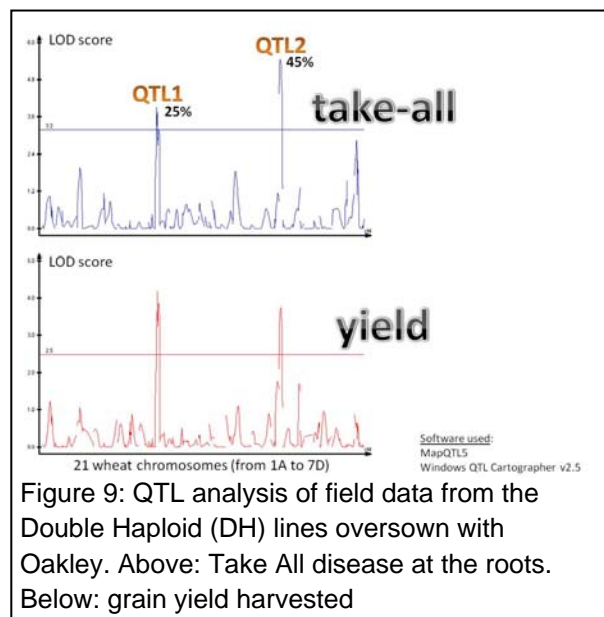 LOD score
QTL2
45%
QTL1
25%
take-all
LOD score
yield
21 wheat chromosomes (from 1A to 7D)
Software used:
MapQTL5
Windows QTL Cartographer v2.5
Figure 9: QTL analysis of field data from the
Double Haploid (DH) lines oversown with
Oakley. Above: Take All disease at the roots.
Below: grain yield harvested